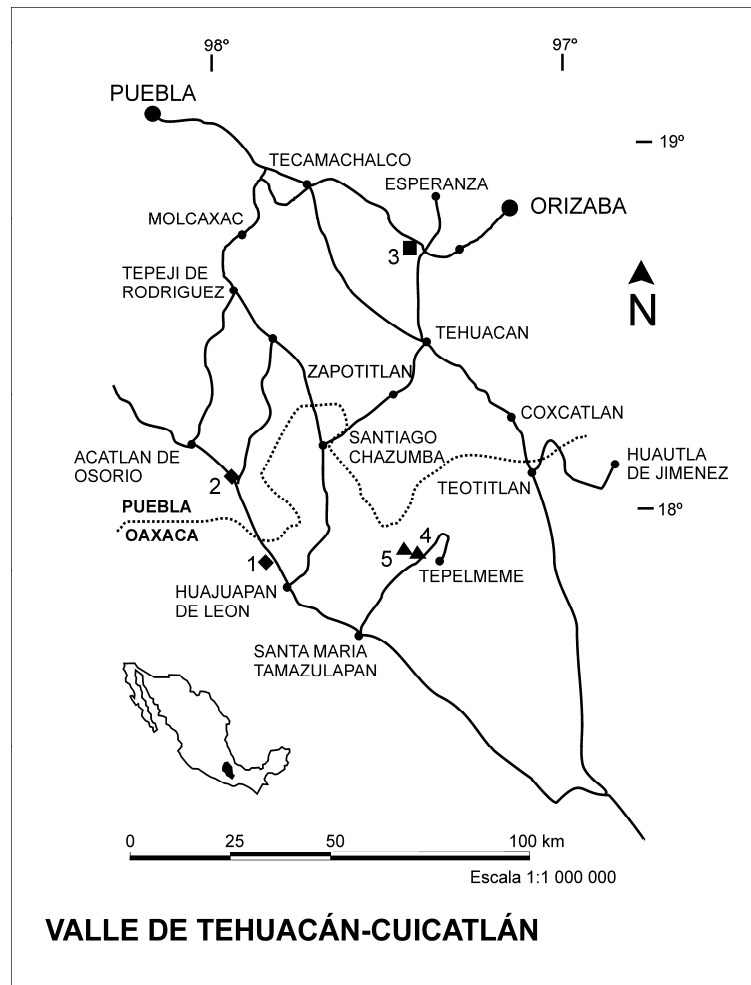 98º
97º
PUEBLA
19º
TECAMACHALCO
ESPERANZA
ORIZABA
MOLCAXAC
3
TEPEJI DE
RODRIGUEZ
N
TEHUACAN
ZAPOTITLAN
COXCATLAN
SANTIAGO
CHAZUMBA
ACATLAN DE
OSORIO
HUAUTLA
DE JIMENEZ
TEOTITLAN
2
PUEBLA
18º
OAXACA
4
5
1
TEPELMEME
HUAJUAPAN
DE LEON
SANTA MARIA
TAMAZULAPAN
0
25
50
100 km
Escala 1:1 000 000
VALLE DE TEHUACÁN-CUICATLÁN